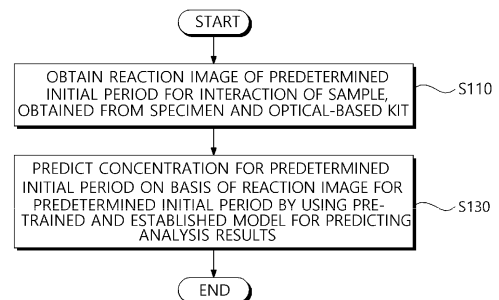 START
OBTAIN REACTION IMAGE OF PREDETERMINED
INITIAL PERIOD FOR INTERACTION OF SAMPLE,
OBTAINED FROM SPECIMEN AND OPTICAL-BASED KIT
S110
PREDICT CONCENTRATION FOR PREDETERMINED
INITIAL PERIOD ON BASIS OF REACTION IMAGE FOR
PREDETERMINED INITIAL PERIOD BY USING PRE-
TRAINED AND ESTABLISHED MODEL FOR PREDICTING
ANALYSIS RESULTS
S130
END